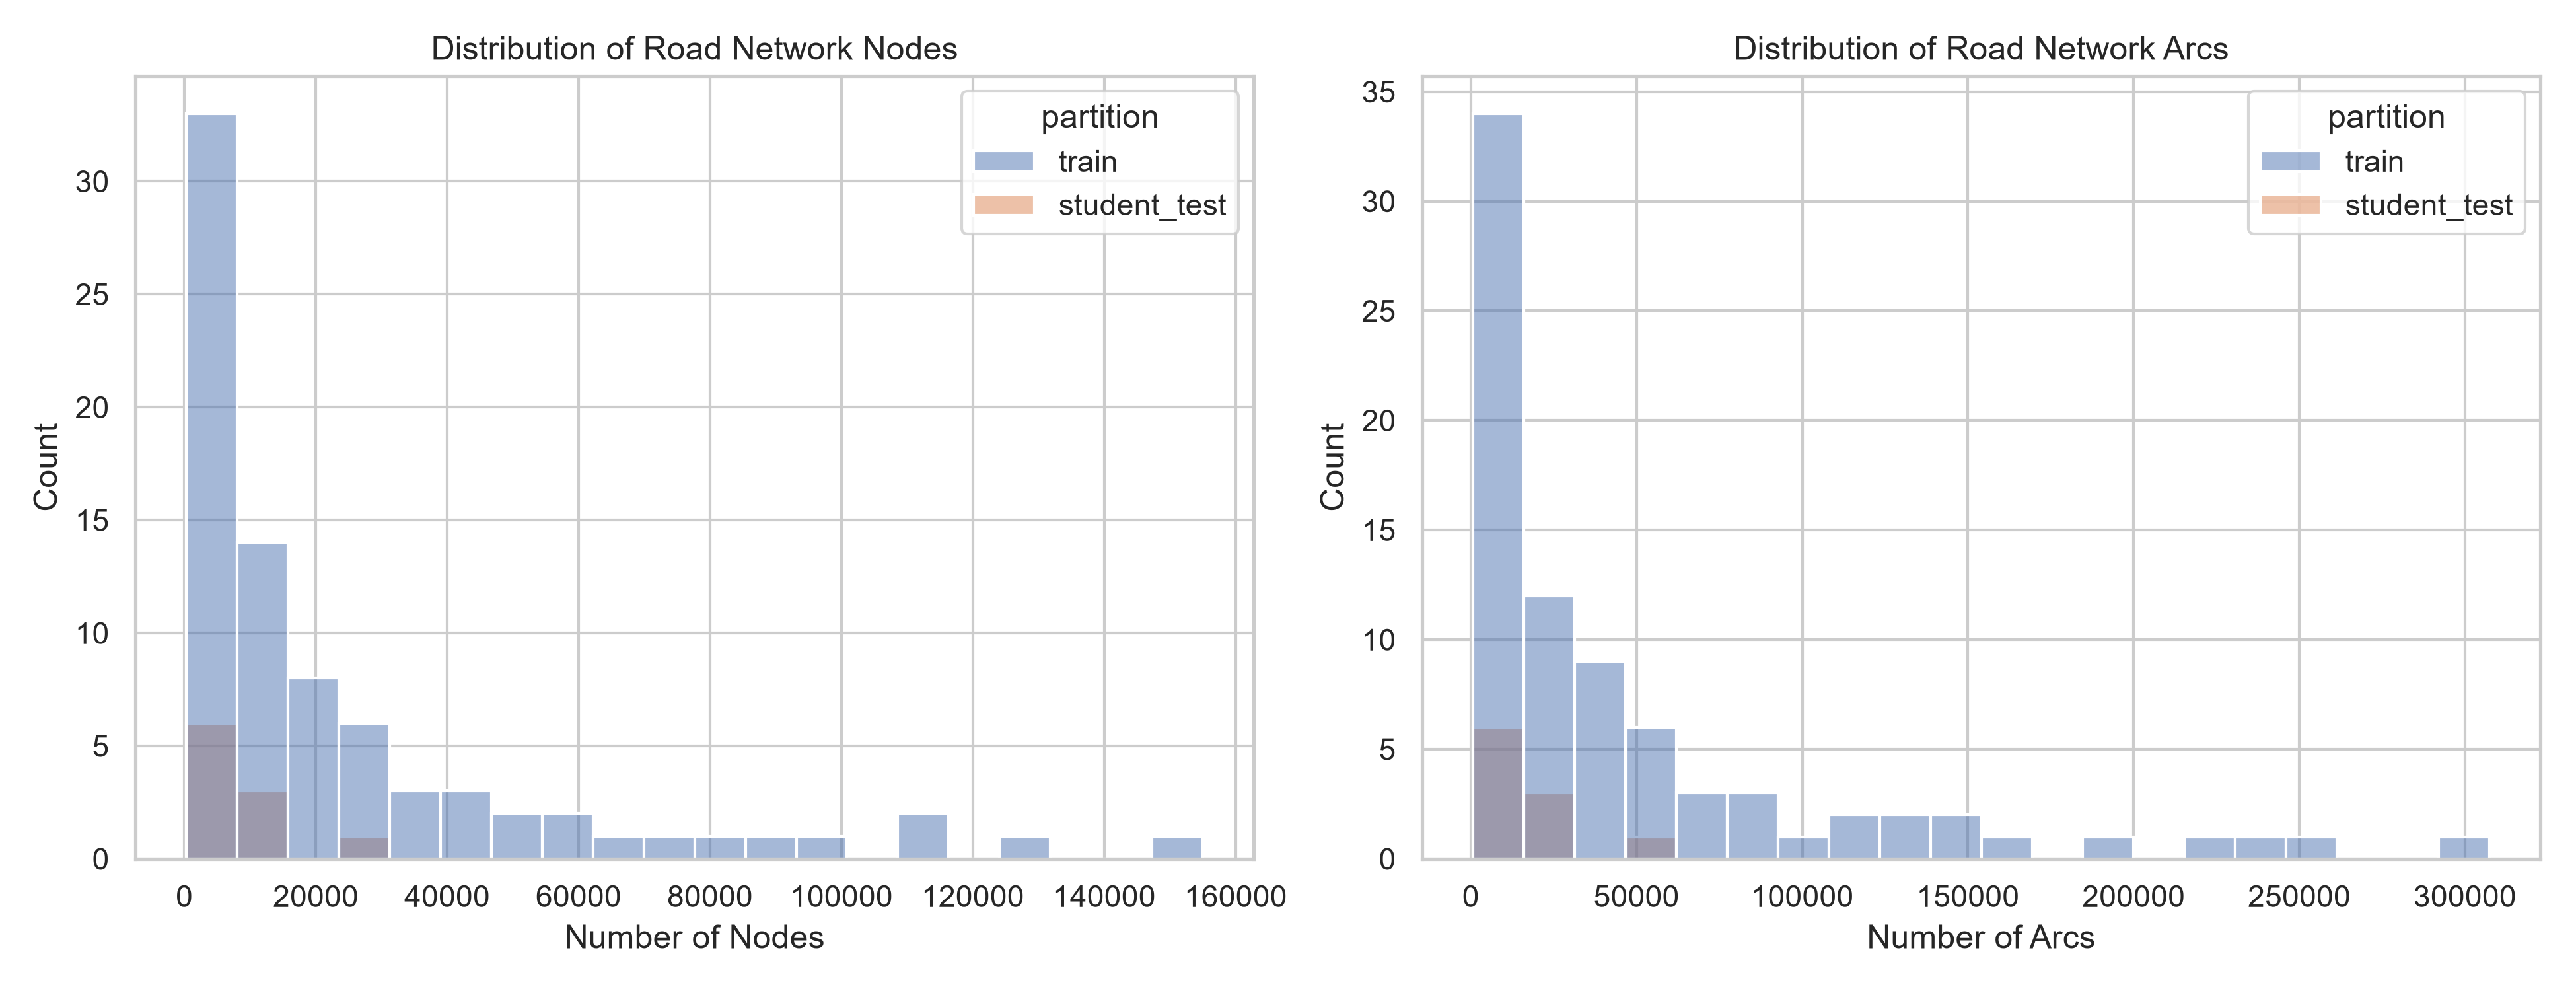 Distribution of Road Network Nodes
partition
train
student_test
30
25
20
15
10
5
0
Count
0 20000 40000 60000 80000 100000 120000 140000 160000
Number of Nodes
Distribution of Road Network Arcs
partition
train
student_test
35
30
25
20
15
10
5
0
Count
0 50000 100000 150000 200000 250000 300000
Number of Arcs